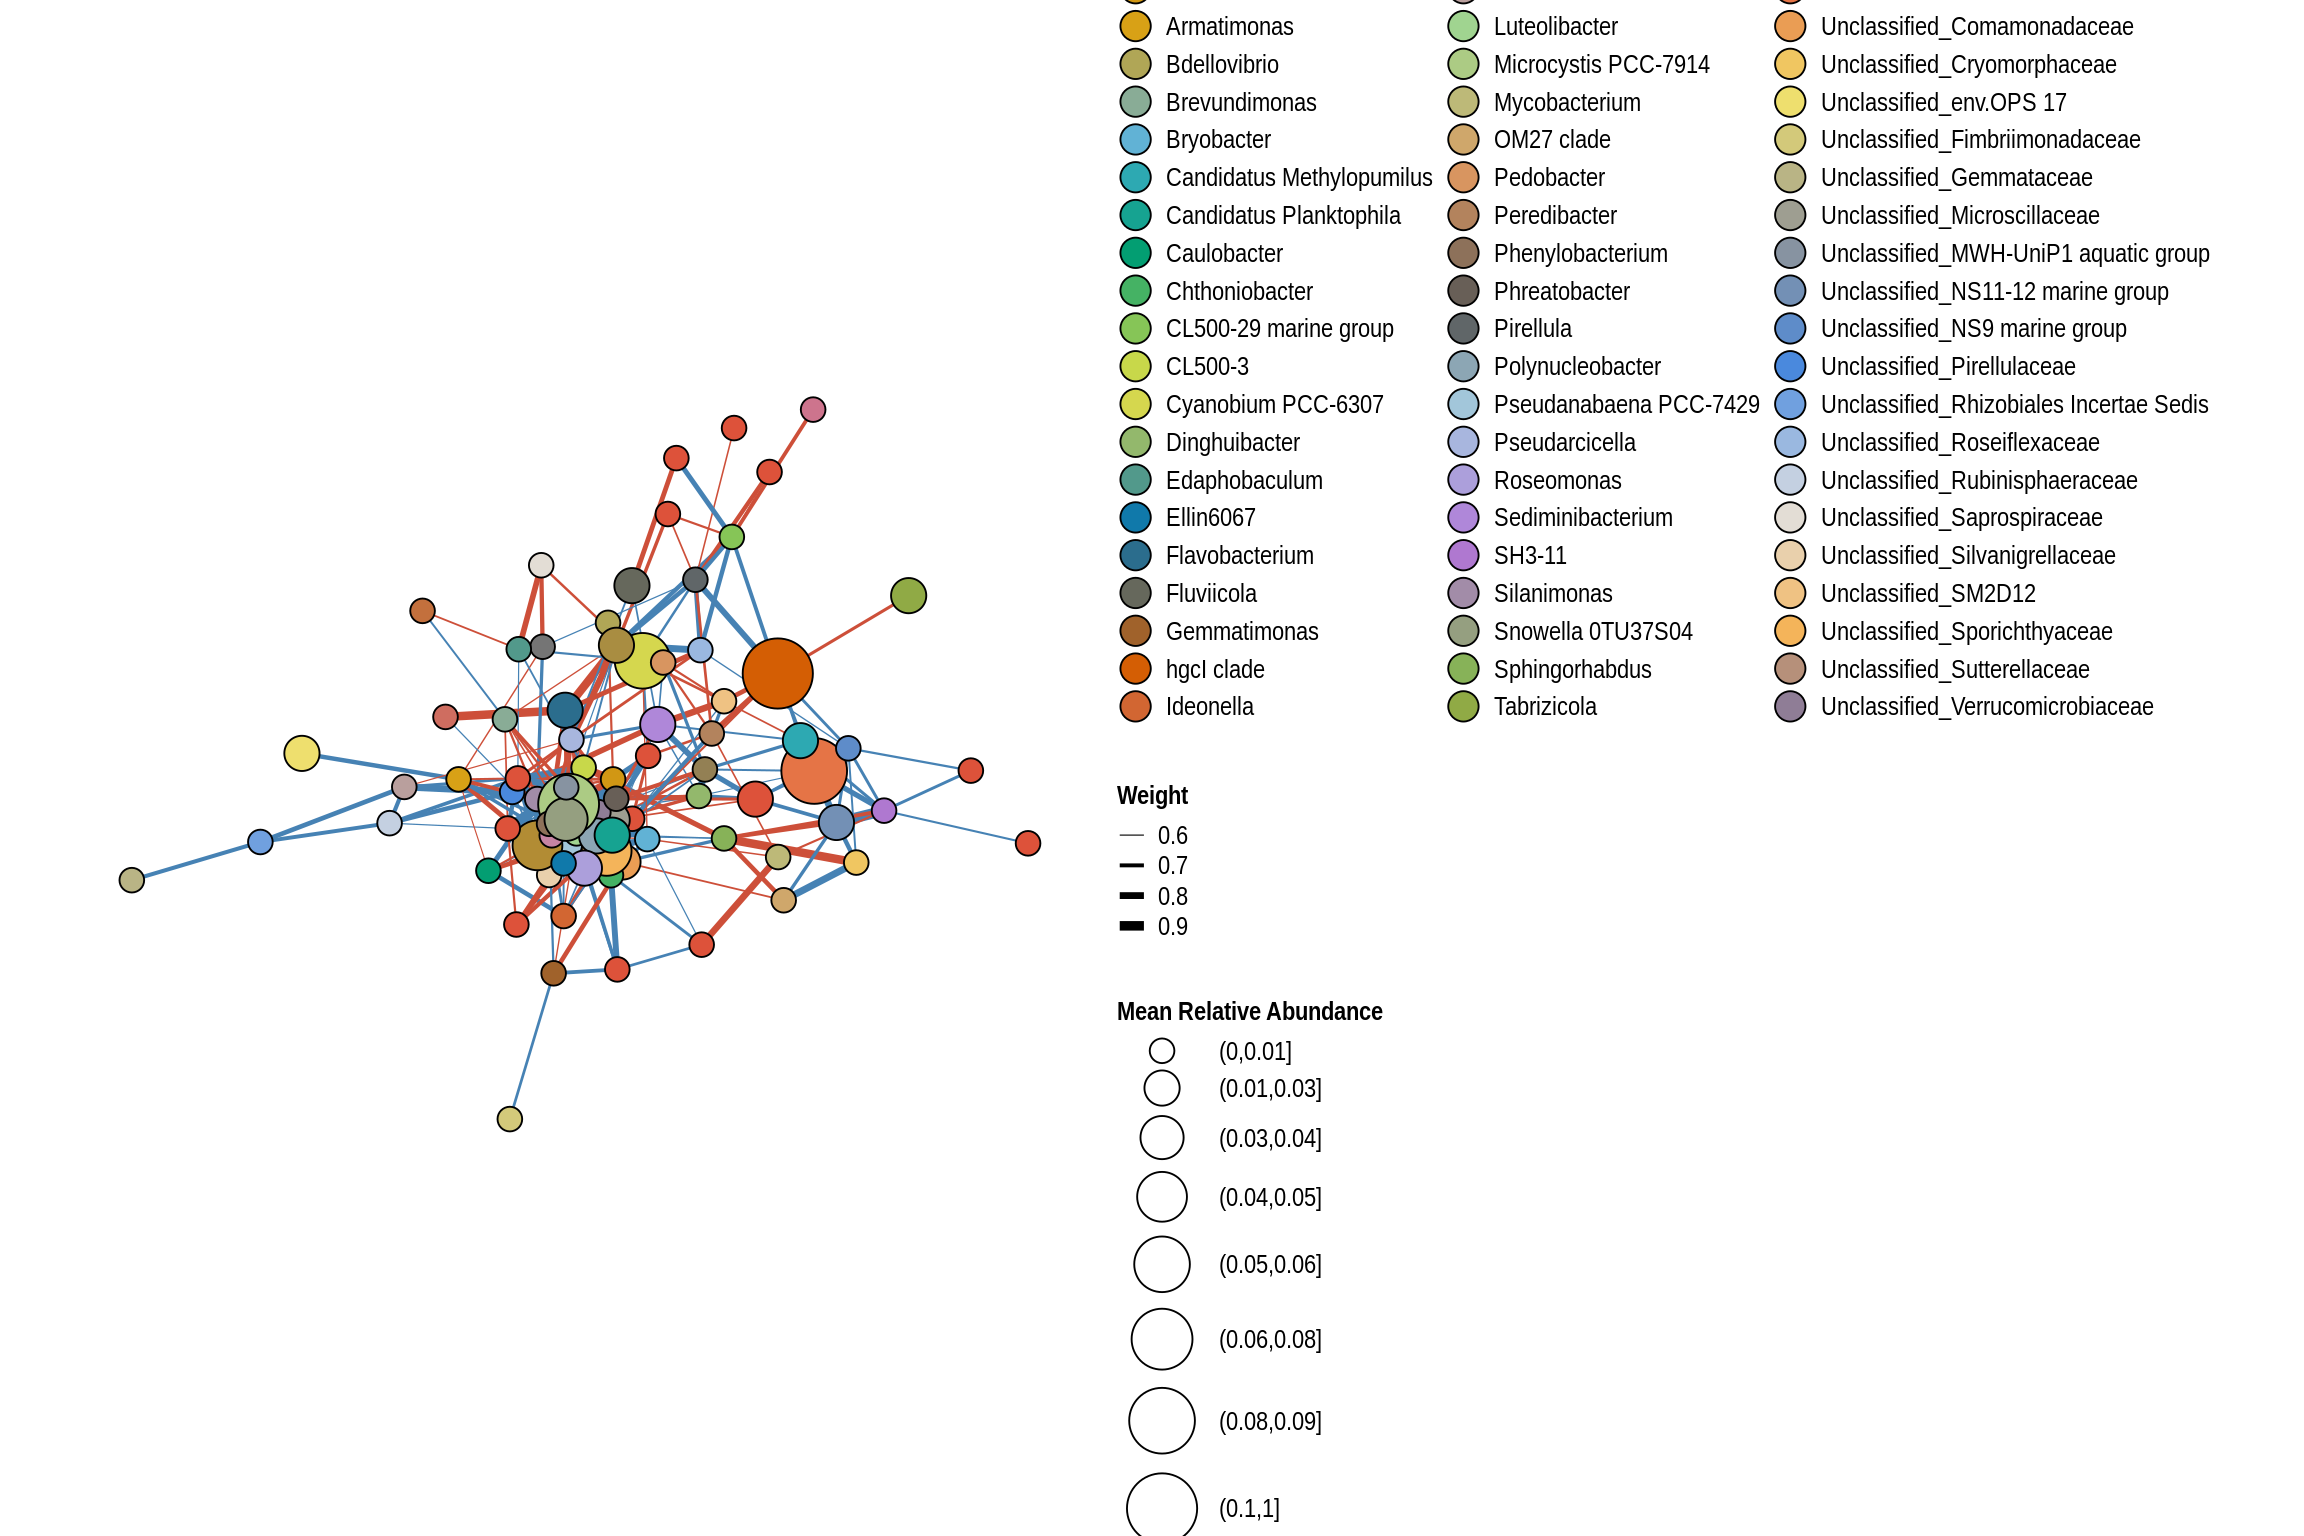 Armatimonas
Bdellovibrio
Brevundimonas
Bryobacter
Candidatus Methylopumilus
Candidatus Planktophila
Caulobacter
Chthoniobacter
CL500-29 marine group
CL500-3
Cyanobium PCC-6307
Dinghuibacter
Edaphobaculum
Ellin6067
Flavobacterium
Fluviicola
Gemmatimonas
hgcI clade
Ideonella
Luteolibacter
Microcystis PCC-7914
Mycobacterium
OM27 clade
Pedobacter
Peredibacter
Phenylobacterium
Phreatobacter
Pirellula
Polynucleobacter
Pseudanabaena PCC-7429
Pseudarcicella
Roseomonas
Sediminibacterium
SH3-11
Silanimonas
Snowella 0TU37S04
Sphingorhabdus
Tabrizicola
Unclassified_Comamonadaceae
Unclassified_Cryomorphaceae
Unclassified_env.OPS 17
Unclassified_Fimbriimonadaceae
Unclassified_Gemmataceae
Unclassified_Microscillaceae
Unclassified_MWH-UniP1 aquatic group
Unclassified_NS11-12 marine group
Unclassified_NS9 marine group
Unclassified_Pirellulaceae
Unclassified_Rhizobiales Incertae Sedis
Unclassified_Roseiflexaceae
Unclassified_Rubinisphaeraceae
Unclassified_Saprospiraceae
Unclassified_Silvanigrellaceae
Unclassified_SM2D12
Unclassified_Sporichthyaceae
Unclassified_Sutterellaceae
Unclassified_Verrucomicrobiaceae
Weight
0.6
0.7
0.8
0.9
Mean Relative Abundance
(0,0.01]
(0.01,0.03]
(0.03,0.04]
(0.04,0.05]
(0.05,0.06]
(0.06,0.08]
(0.08,0.09]
(0.1,1]